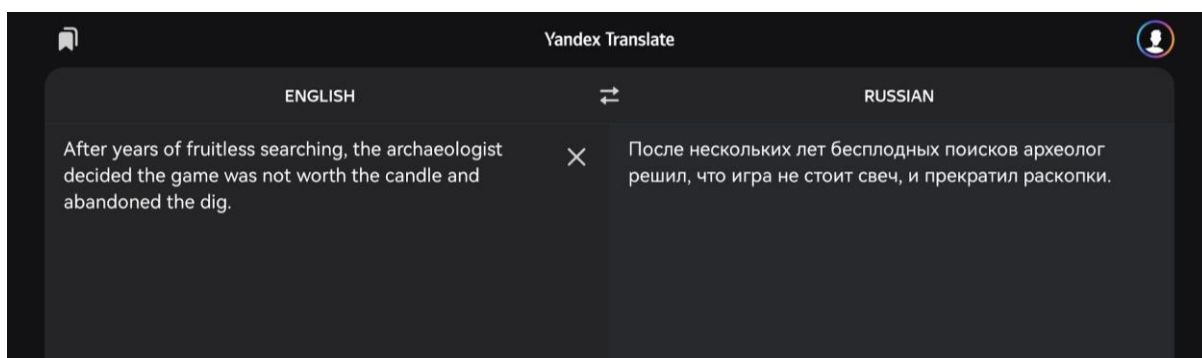 Yandex Translate
ENGLISH
RUSSIAN
After years of fruitless searching, the archaeologist
decided the game was not worth the candle and
abandoned the dig.
После нескольких лет бесплодных поисков археолог
решил, что игра не стоит свеч, и прекратил раскопки.